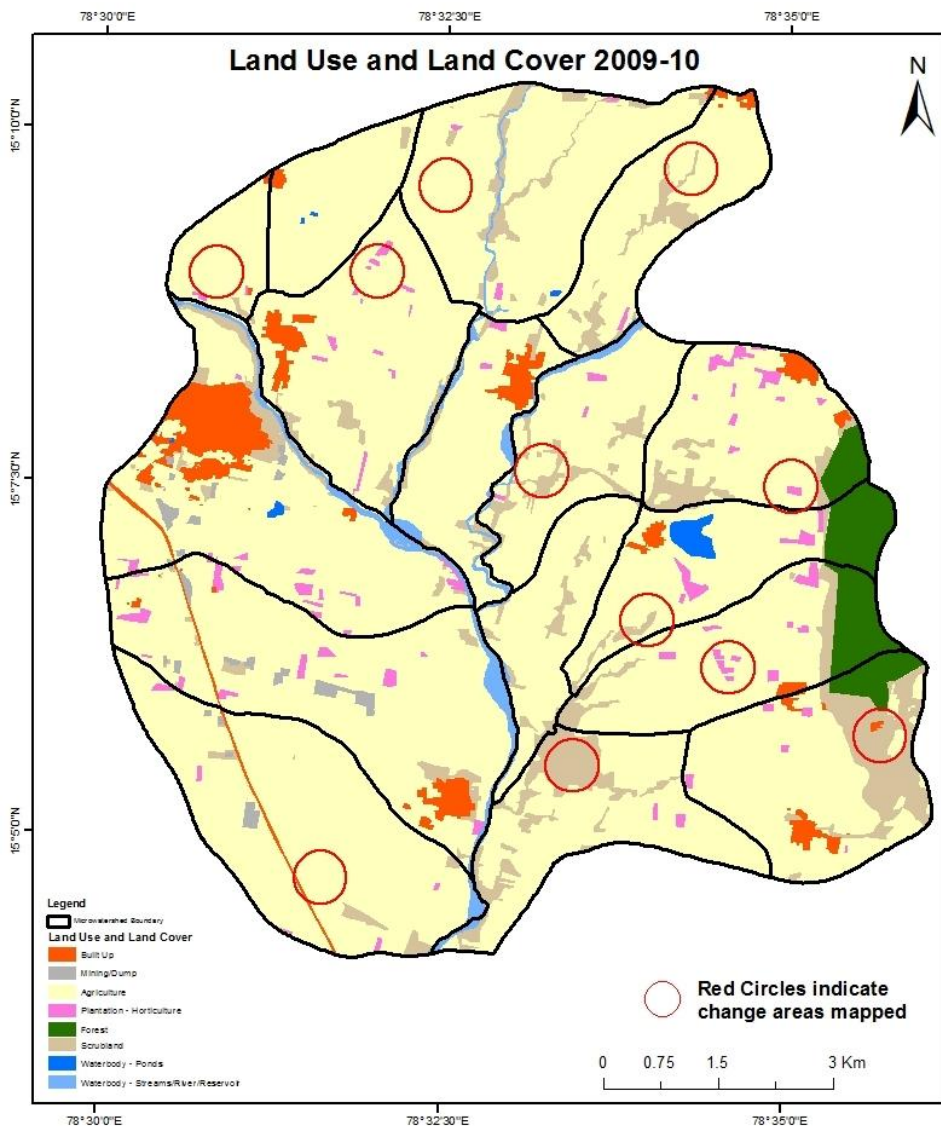 78° 30'0"E 78° 32'30"E 78° 35'0"E
Land Use and Land Cover 2009-10
N
15° 10'0"N
15° 7'30"N
15° 5'0"N
Legend
Microwatershed Boundary
Land Use and Land Cover
Built Up
Mining/Dump
Agriculture
Plantation - Horticulture
Forest
Scrubland
Waterbody - Ponds
Waterbody - Streams/River/Reservoir
Red Circles indicate
change areas mapped
0 0.75 1.5 3 Km
78° 30'0"E 78° 32'30"E 78° 35'0"E